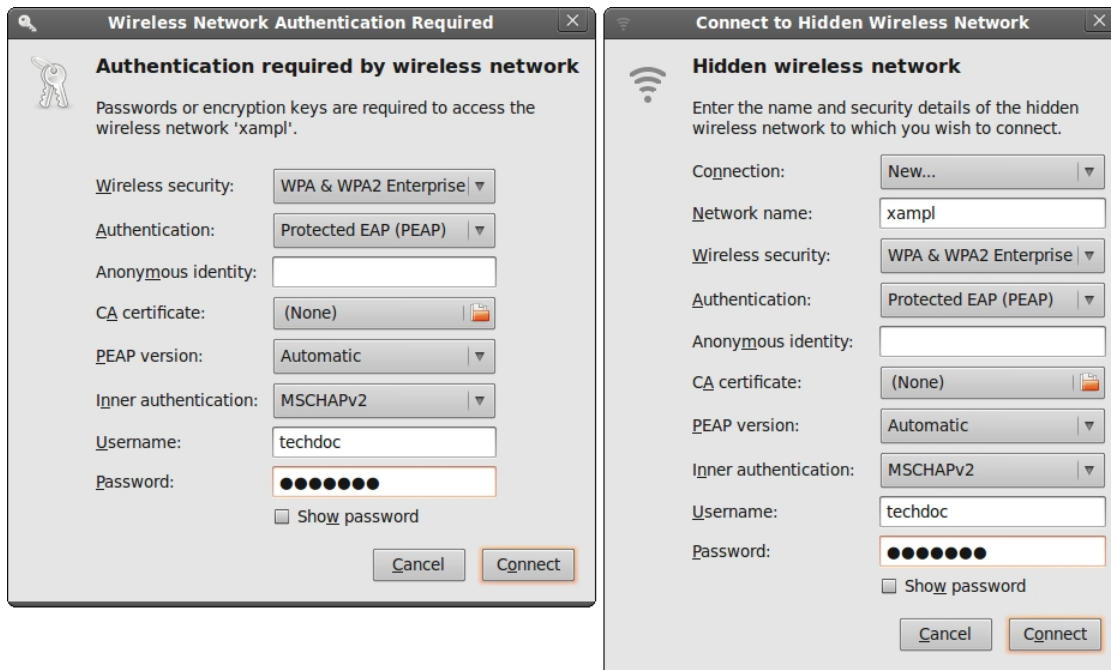 Wireless Network Authentication Required
Authentication required by wireless network
Passwords or encryption keys are required to access the
wireless network 'xampl'.
Wireless security: WPA & WPA2 Enterprise
Authentication: Protected EAP (PEAP)
Anonymous identity:
CA certificate: (None)
PEAP version: Automatic
Inner authentication: MSCHAPv2
Username: techdoc
Password: ●●●●●●●
Show password
Cancel Connect
Connect to Hidden Wireless Network
Hidden wireless network
Enter the name and security details of the hidden
wireless network to which you wish to connect.
Connection: New...
Network name: xampl
Wireless security: WPA & WPA2 Enterprise
Authentication: Protected EAP (PEAP)
Anonymous identity:
CA certificate: (None)
PEAP version: Automatic
Inner authentication: MSCHAPv2
Username: techdoc
Password: ●●●●●●●
Show password
Cancel Connect